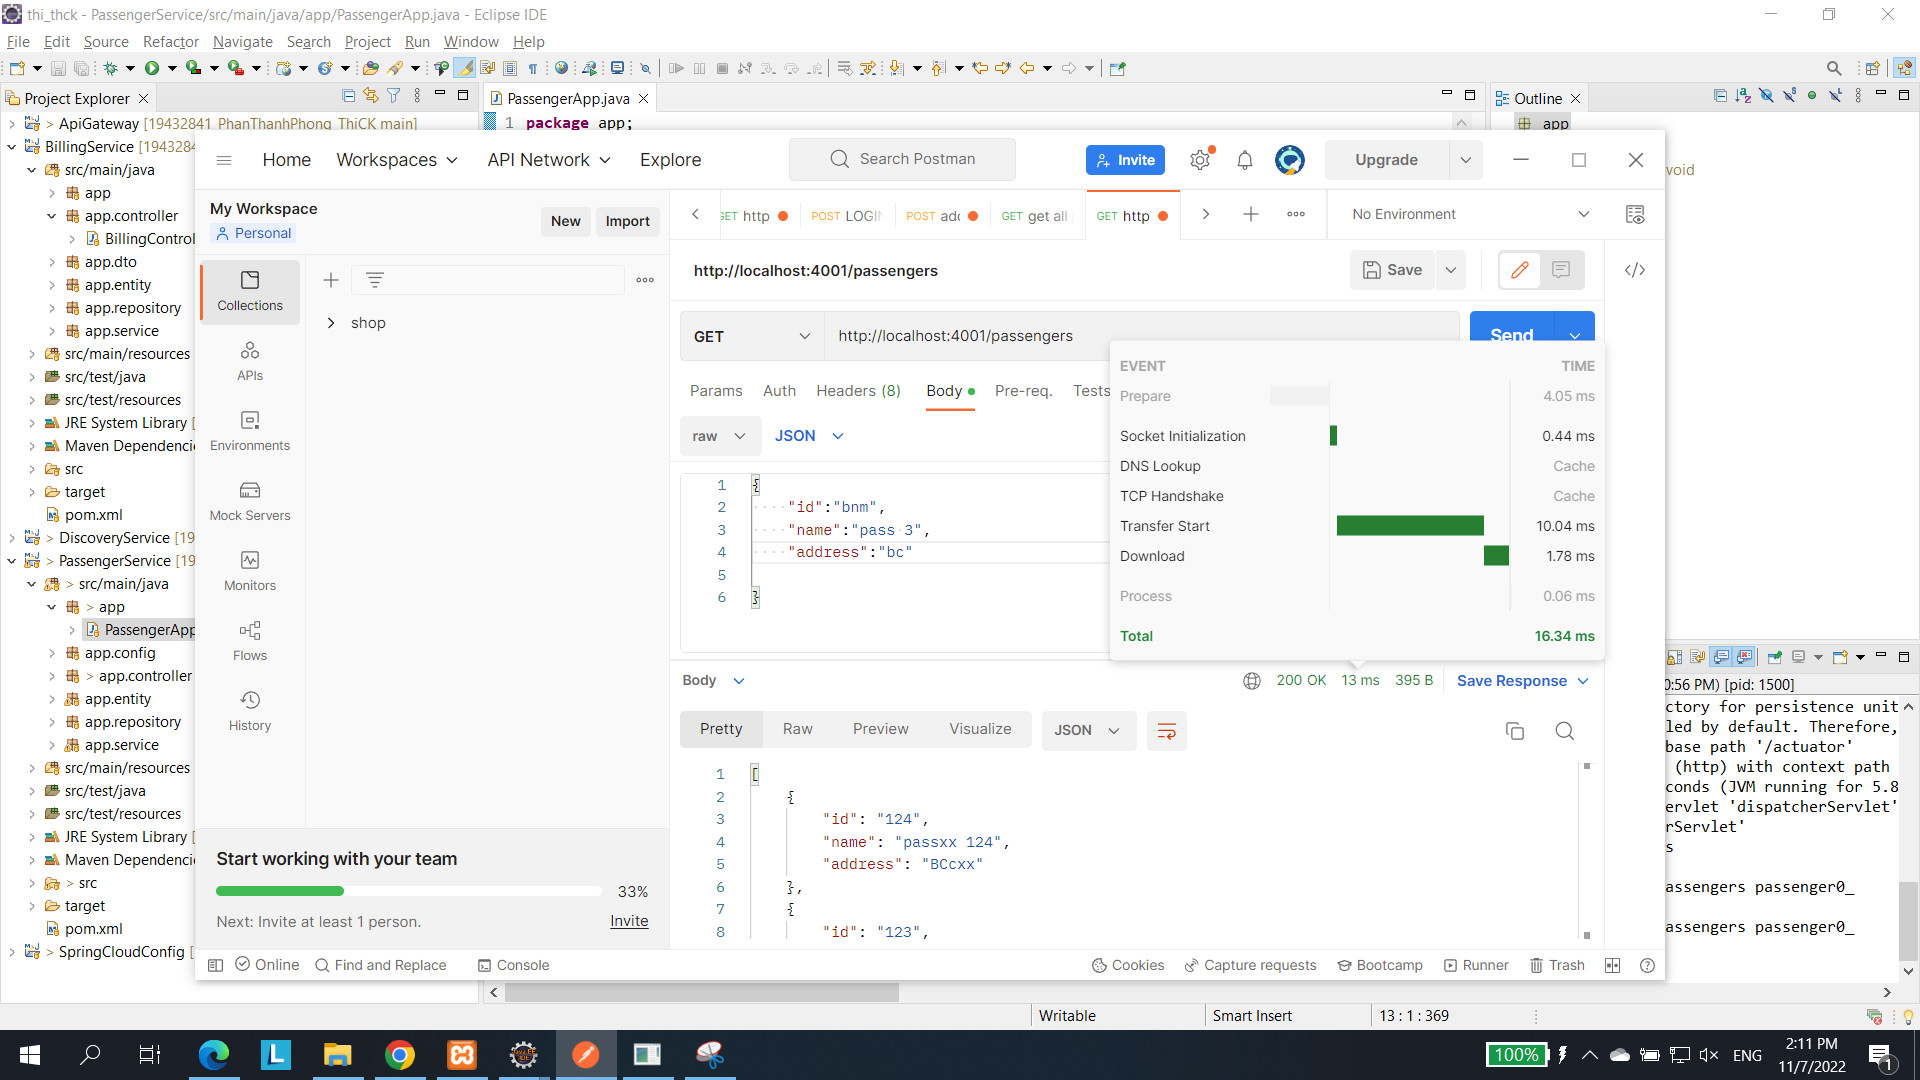 thi_thck - PassengerService/src/main/java/app/PassengerApp.java - Eclipse IDE
File Edit Source Refactor Navigate Search Project Run Window Help
Project Explorer
PassengerApp.java
Outline
> ApiGateway [19432841_PhanThanhPhong_ThiCK main]
1 package app;
app
BillingService [1943284
src/main/java
app
app.controller
BillingControl
app.dto
app.entity
app.repository
app.service
src/main/resources
src/test/java
src/test/resources
JRE System Library [
Maven Dependenci
src
target
pom.xml
> DiscoveryService [19
> PassengerService [19
> src/main/java
> app
PassengerApp
app.config
> app.controller
app.entity
app.repository
app.service
src/main/resources
src/test/java
src/test/resources
JRE System Library [
Maven Dependenci
> src
target
pom.xml
> SpringCloudConfig [
Home Workspaces API Network Explore
Search Postman
Invite
Upgrade
void
My Workspace
Personal
New Import
GET http POST LOGIN POST adc GET get all GET http
No Environment
Collections
APIs
Environments
Mock Servers
Monitors
Flows
History
shop
http://localhost:4001/passengers
Save
GET http://localhost:4001/passengers
Send
Params Auth Headers (8) Body Pre-req. Tests
raw JSON
1 {
2 "id":"bnm",
3 "name":"pass 3",
4 "address":"bc"
5
6 }
EVENT TIME
Prepare 4.05 ms
Socket Initialization 0.44 ms
DNS Lookup Cache
TCP Handshake Cache
Transfer Start 10.04 ms
Download 1.78 ms
Process 0.06 ms
Total 16.34 ms
Body 200 OK 13 ms 395 B Save Response
Pretty Raw Preview Visualize JSON
1 [
2 {
3 "id": "124",
4 "name": "passxx 124",
5 "address": "BCcxx"
6 },
7 {
8 "id": "123",
Start working with your team
33%
Next: Invite at least 1 person. Invite
Online Find and Replace Console Cookies Capture requests Bootcamp Runner Trash
0:56 PM) [pid: 1500]
ctory for persistence unit
led by default. Therefore,
base path '/actuator'
(http) with context path
conds (JVM running for 5.8
ervlet 'dispatcherServlet'
rServlet'
s
assengers passenger0_
assengers passenger0_
Writable Smart Insert 13 : 1 : 369
100% ENG
2:11 PM
11/7/2022
1